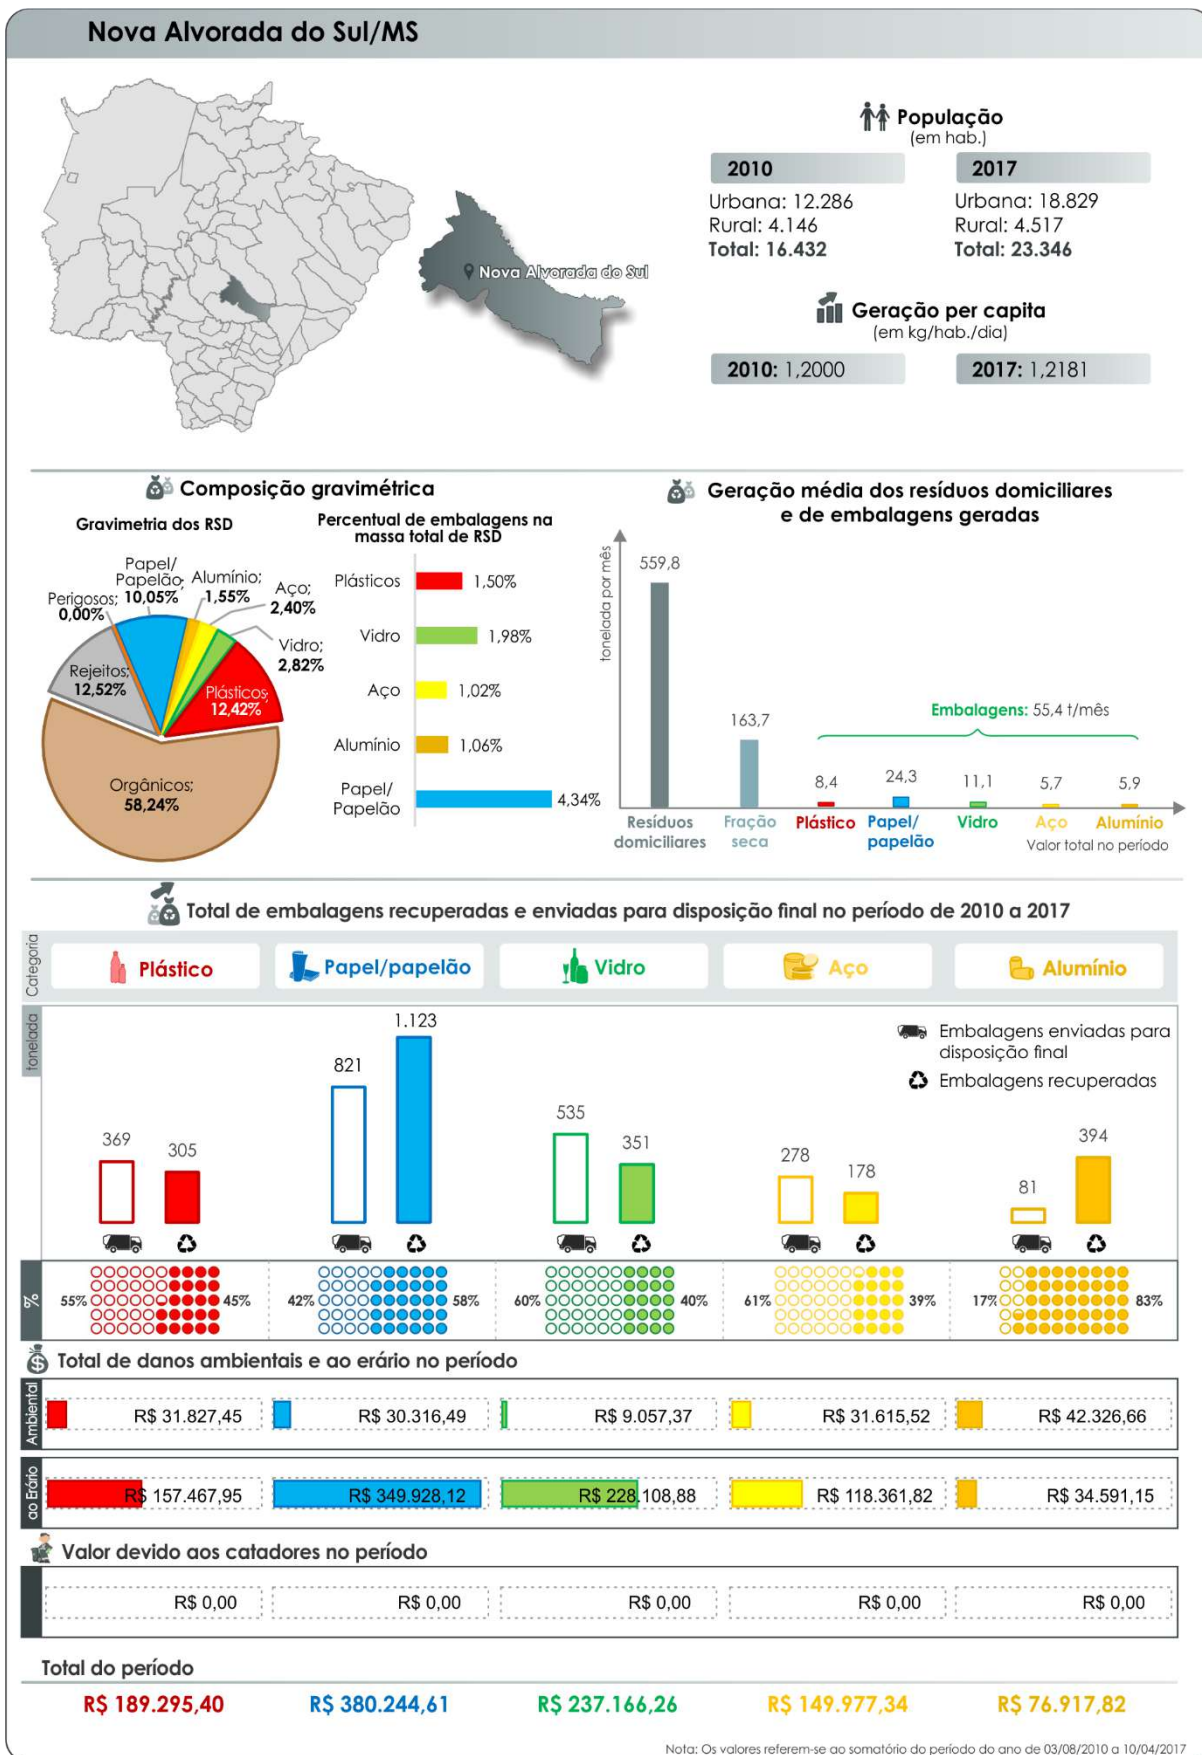 Nova Alvorada do Sul/MS
População
(em hab.)
2010
2017
Urbana: 12.286
Rural: 4.146
Total: 16.432
Urbana: 18.829
Rural: 4.517
Total: 23.346
Nova Alvorada do Sul
Geração per capita
(em kg/hab./dia)
2010: 1,2000
2017: 1,2181
Composição gravimétrica
Gravimetria dos RSD
Papel/
Papelão;
10,05%
Alumínio;
1,55%
Aço;
2,40%
Perigosos;
0,00%
Vidro;
2,82%
Rejeitos;
12,52%
Plásticos;
12,42%
Orgânicos;
58,24%
Percentual de embalagens na
massa total de RSD
Plásticos
1,50%
Vidro
1,98%
Aço
1,02%
Alumínio
1,06%
Papel/
Papelão
4,34%
Geração média dos resíduos domiciliares
e de embalagens geradas
tonelada por mês
559,8
163,7
Embalagens: 55,4 t/mês
8,4
24,3
11,1
5,7
5,9
Resíduos
domiciliares
Fração
seca
Plástico
Papel/
papelão
Vidro
Aço
Alumínio
Valor total no período
Total de embalagens recuperadas e enviadas para disposição final no período de 2010 a 2017
Categoria
Plástico
Papel/papelão
Vidro
Aço
Alumínio
tonelada
Embalagens enviadas para
disposição final
Embalagens recuperadas
369
305
821
1.123
535
351
278
178
81
394
%
55%
45%
42%
58%
60%
40%
61%
39%
17%
83%
Total de danos ambientais e ao erário no período
Ambiental
R$ 31.827,45
R$ 30.316,49
R$ 9.057,37
R$ 31.615,52
R$ 42.326,66
ao Erário
R$ 157.467,95
R$ 349.928,12
R$ 228.108,88
R$ 118.361,82
R$ 34.591,15
Valor devido aos catadores no período
R$ 0,00
R$ 0,00
R$ 0,00
R$ 0,00
R$ 0,00
Total do período
R$ 189.295,40
R$ 380.244,61
R$ 237.166,26
R$ 149.977,34
R$ 76.917,82
Nota: Os valores referem-se ao somatório do período do ano de 03/08/2010 a 10/04/2017